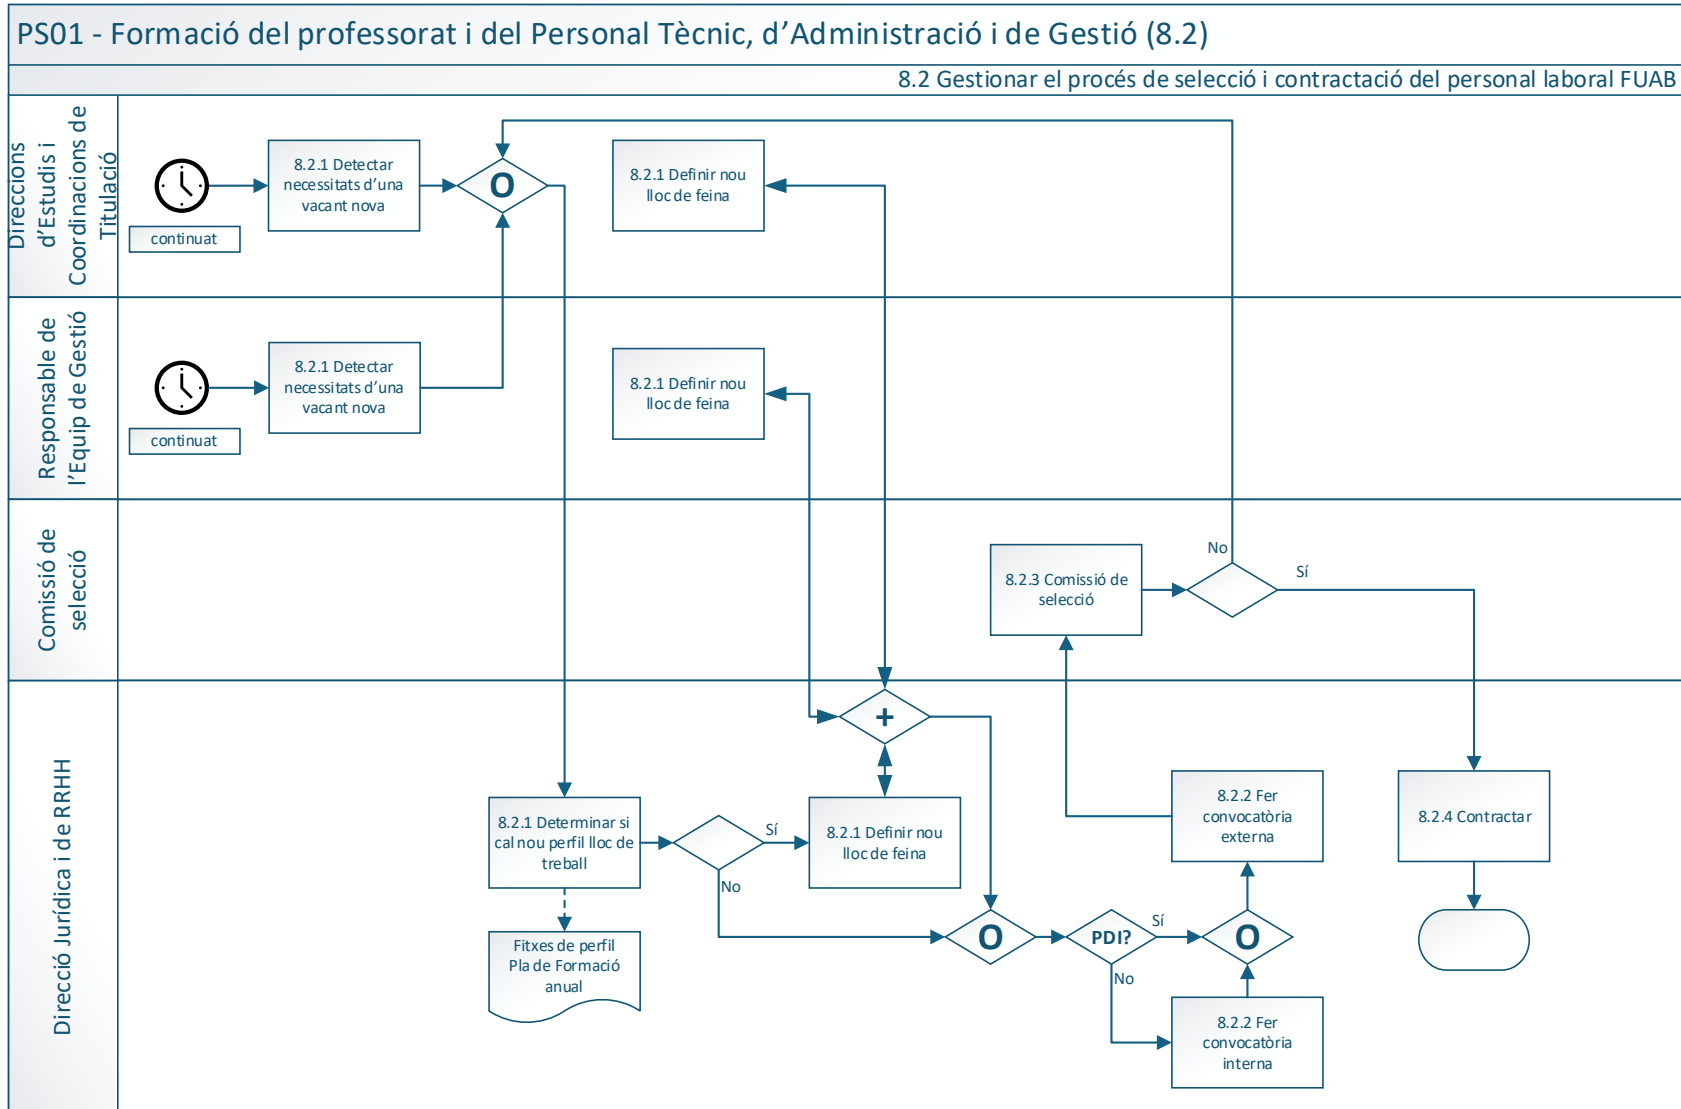 PS01 - Formació del professorat i del Personal Tècnic, d'Administració i de Gestió (8.2)
8.2 Gestionar el procés de selecció i contractació del personal laboral FUAB
Direccions
d'Estudis i
Coordinacions de
Titulació
continuat
8.2.1 Detectar
necessitats d'una
vacant nova
O
8.2.1 Definir nou
lloc de feina
Responsable de
l'Equip de Gestió
continuat
8.2.1 Detectar
necessitats d'una
vacant nova
8.2.1 Definir nou
lloc de feina
Comissió de
selecció
8.2.3 Comissió de
selecció
No
Sí
Direcció Jurídica i de RRHH
8.2.1 Determinar si
cal nou perfil lloc de
treball
Fitxes de perfil
Pla de Formació
anual
Sí
No
8.2.1 Definir nou
lloc de feina
+
O
PDI?
Sí
No
O
8.2.2 Fer
convocatòria
externa
8.2.2 Fer
convocatòria
interna
8.2.4 Contractar